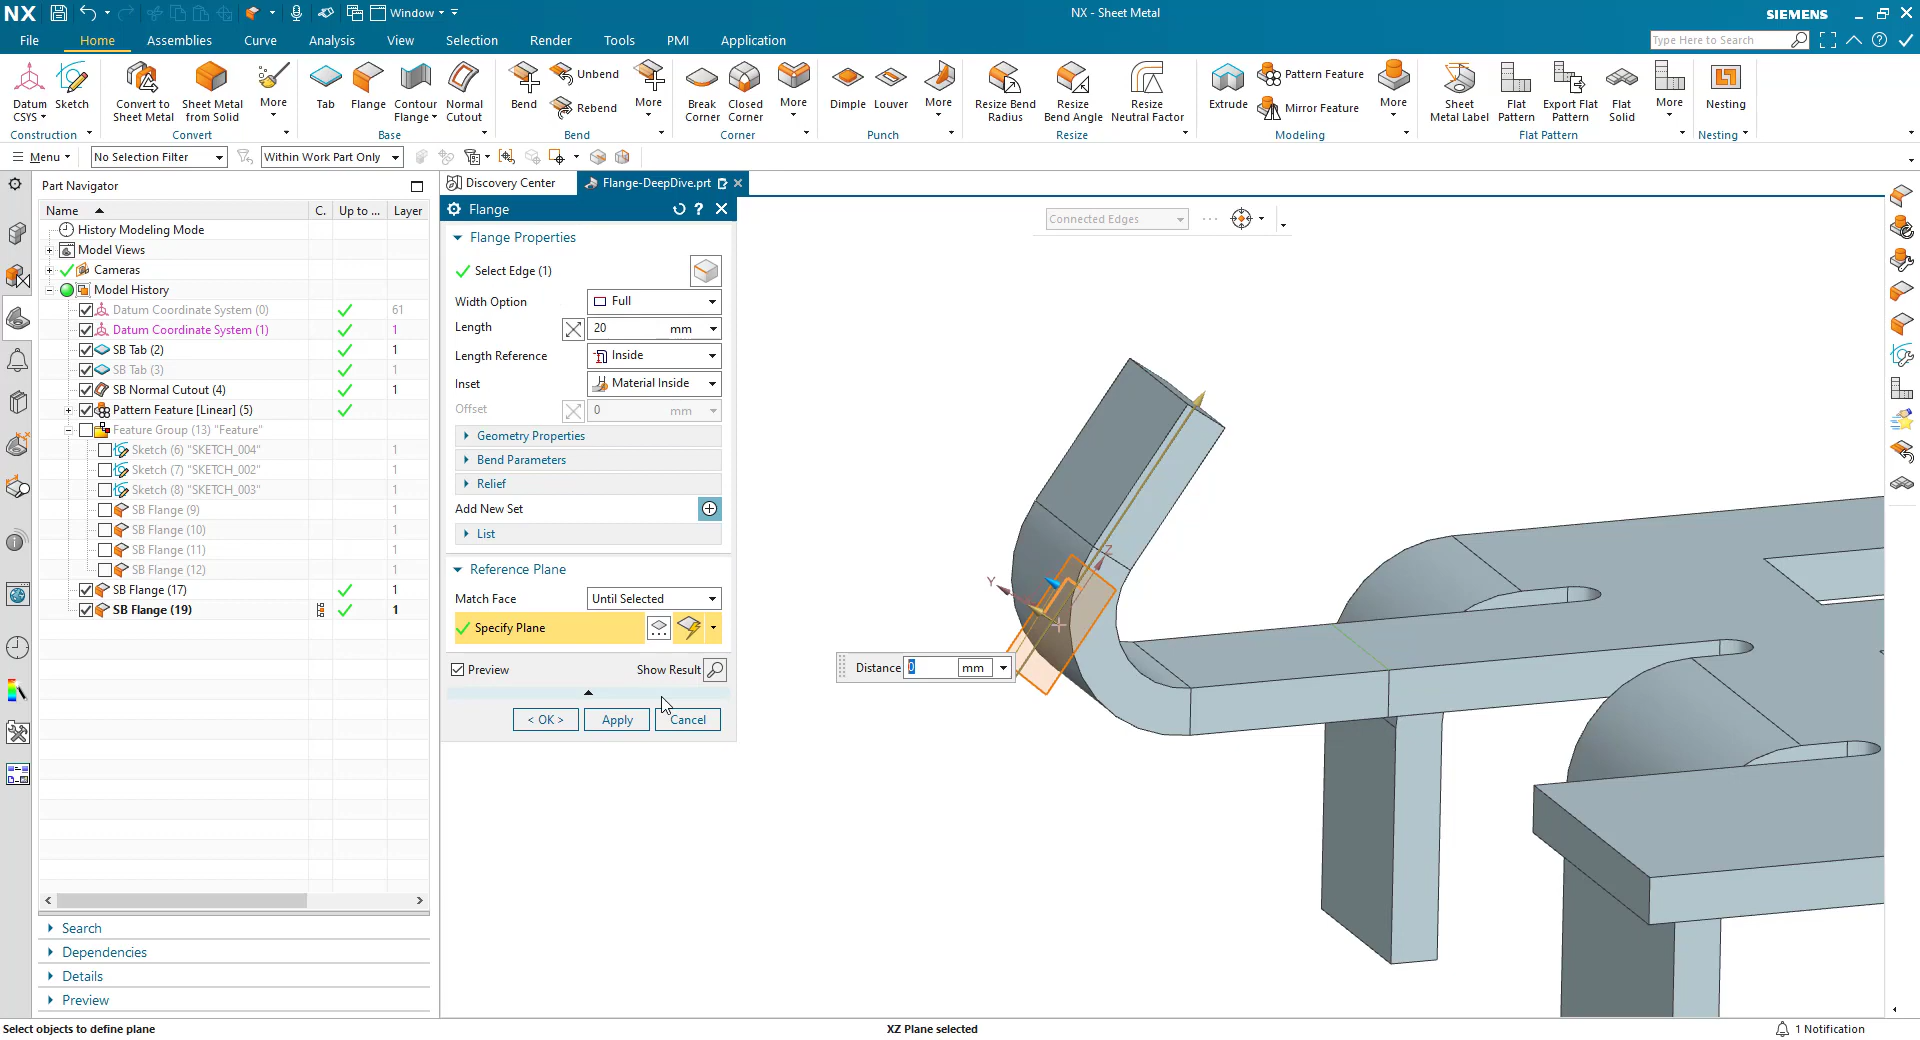 NX
Window
NX - Sheet Metal
SIEMENS
File
Home
Assemblies
Curve
Analysis
View
Selection
Render
Tools
PMI
Application
Type Here to Search
Datum CSYS
Sketch
Convert to Sheet Metal
Sheet Metal from Solid
More
Tab
Flange
Contour Flange
Normal Cutout
Bend
Unbend
Rebend
More
Break Corner
Closed Corner
More
Dimple
Louver
More
Resize Bend Radius
Resize Bend Angle
Resize Neutral Factor
Extrude
Pattern Feature
Mirror Feature
More
Sheet Metal Label
Flat Pattern
Export Flat Pattern
Flat Solid
More
Nesting
Construction
Convert
Base
Bend
Corner
Punch
Resize
Modeling
Flat Pattern
Nesting
Menu
No Selection Filter
Within Work Part Only
Part Navigator
Name
C.
Up to ...
Layer
History Modeling Mode
Model Views
Cameras
Model History
Datum Coordinate System (0) 61
Datum Coordinate System (1) 1
SB Tab (2) 1
SB Tab (3) 1
SB Normal Cutout (4) 1
Pattern Feature [Linear] (5)
Feature Group (13) "Feature"
Sketch (6) "SKETCH_004" 1
Sketch (7) "SKETCH_002" 1
Sketch (8) "SKETCH_003" 1
SB Flange (9) 1
SB Flange (10) 1
SB Flange (11) 1
SB Flange (12) 1
SB Flange (17) 1
SB Flange (19) 1
Search
Dependencies
Details
Preview
Discovery Center
Flange-DeepDive.prt
Flange
Flange Properties
Select Edge (1)
Width Option Full
Length 20 mm
Length Reference Inside
Inset Material Inside
Offset 0 mm
Geometry Properties
Bend Parameters
Relief
Add New Set
List
Reference Plane
Match Face Until Selected
Specify Plane
Preview
Show Result
< OK >
Apply
Cancel
Connected Edges
Z
Y
Distance 0 mm
Select objects to define plane
XZ Plane selected
1 Notification